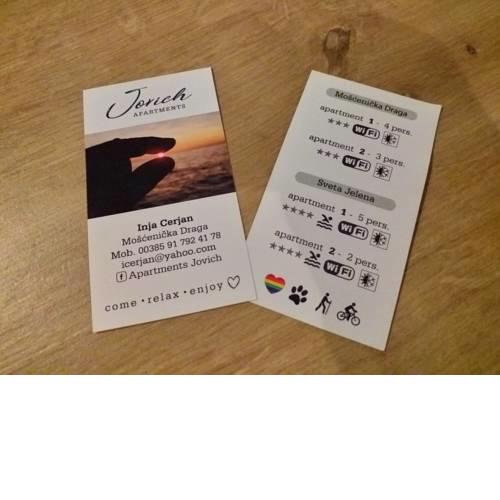 Jovich
APARTMENTS
Inja Cerjan
Mošćenička Draga
Mob. 00385 91 792 41 78
icerjan@yahoo.com
f Apartments Jovich
come • relax • enjoy
Mošćenička Draga
apartment 1 - 4 pers.
WiFi
apartment 2 - 3 pers.
WiFi
Sveta Jelena
apartment 1 - 5 pers.
WiFi
apartment 2 - 2 pers.
WiFi